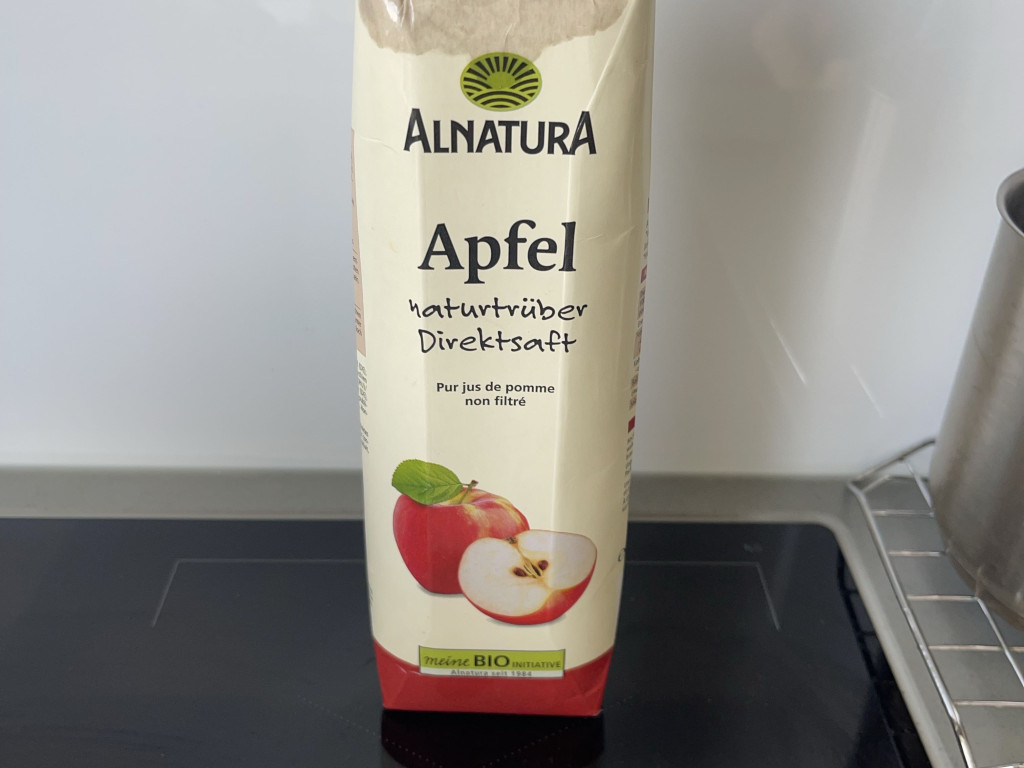 ALNATURA
Apfel
naturtrüber
Direktsaft
Pur jus de pomme
non filtré
meine BIO INITIATIVE
Alnatura seit 1984